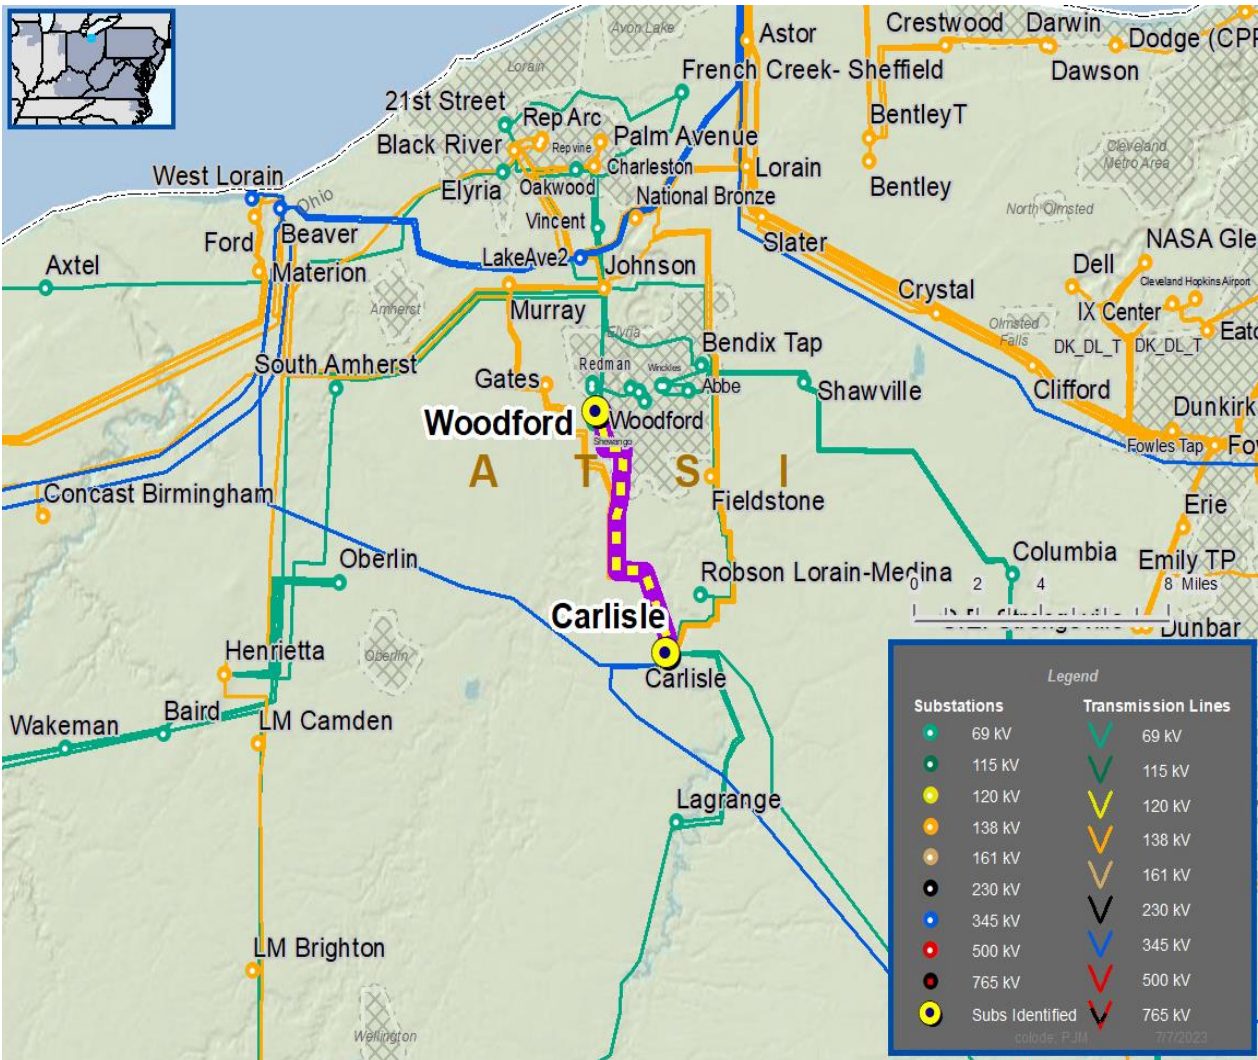 Avon Lake
Astor
Crestwood
Darwin
Dodge (CPP
Dawson
Lorain
French Creek- Sheffield
21st Street
Rep Arc
BentleyT
Black River
Repvine
Palm Avenue
Charleston
Lorain
Cleveland
Metro Area
West Lorain
Ohio
Elyria
Oakwood
National Bronze
Bentley
North Olmsted
Vincent
Ford
Beaver
Slater
NASA Gle
LakeAve2
Johnson
Axtel
Materion
Dell
Cleveland Hopkins Airport
Amherst
Murray
Crystal
IX Center
Olmsted
Falls
Elyria
DK_DL_T
DK_DL_T
Eato
South Amherst
Redman
Winckles
Bendix Tap
Gates
Abbe
Shawville
Clifford
Woodford
Woodford
Dunkirk
Shewango
Fowles Tap
Fow
A T S I
Concast Birmingham
Fieldstone
Erie
Oberlin
Columbia
Emily TP
Robson Lorain-Medina
0 2 4 8 Miles
Carlisle
Dunbar
Henrietta
Oberlin
Carlisle
Baird
LM Camden
Wakeman
Lagrange
LM Brighton
Wellington
Legend
Substations
Transmission Lines
69 kV
69 kV
115 kV
115 kV
120 kV
120 kV
138 kV
138 kV
161 kV
161 kV
230 kV
230 kV
345 kV
345 kV
500 kV
500 kV
765 kV
Subs Identified
765 kV
colode: PJM
7/7/2023